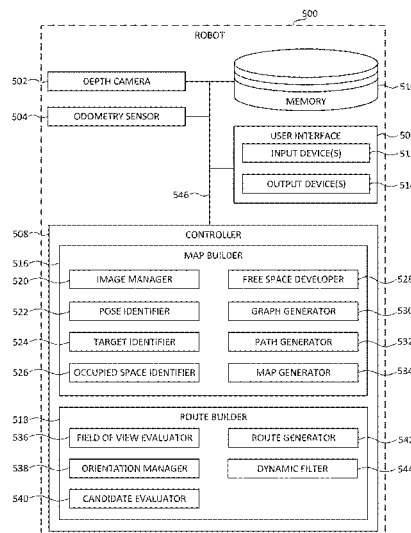 500
ROBOT
502
DEPTH CAMERA
MEMORY
504
ODOMETRY SENSOR
USER INTERFACE
INPUT DEVICE(S)
OUTPUT DEVICE(S)
546
508
CONTROLLER
516
MAP BUILDER
520
IMAGE MANAGER
FREE SPACE DEVELOPER
528
522
POSE IDENTIFIER
GRAPH GENERATOR
530
524
TARGET IDENTIFIER
PATH GENERATOR
532
526
OCCUPIED SPACE IDENTIFIER
MAP GENERATOR
534
518
ROUTE BUILDER
536
FIELD OF VIEW EVALUATOR
ROUTE GENERATOR
542
538
ORIENTATION MANAGER
DYNAMIC FILTER
544
540
CANDIDATE EVALUATOR